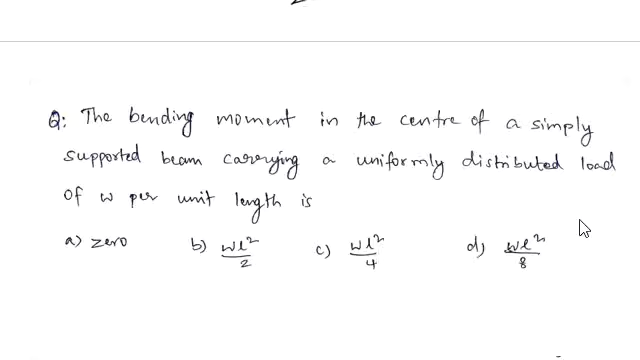 Q: The bending moment in the centre of a simply
supported beam carrying a uniformly distributed load
of w per unit length is
a) zero b) wl²/2 c) wl²/4 d) wl²/8